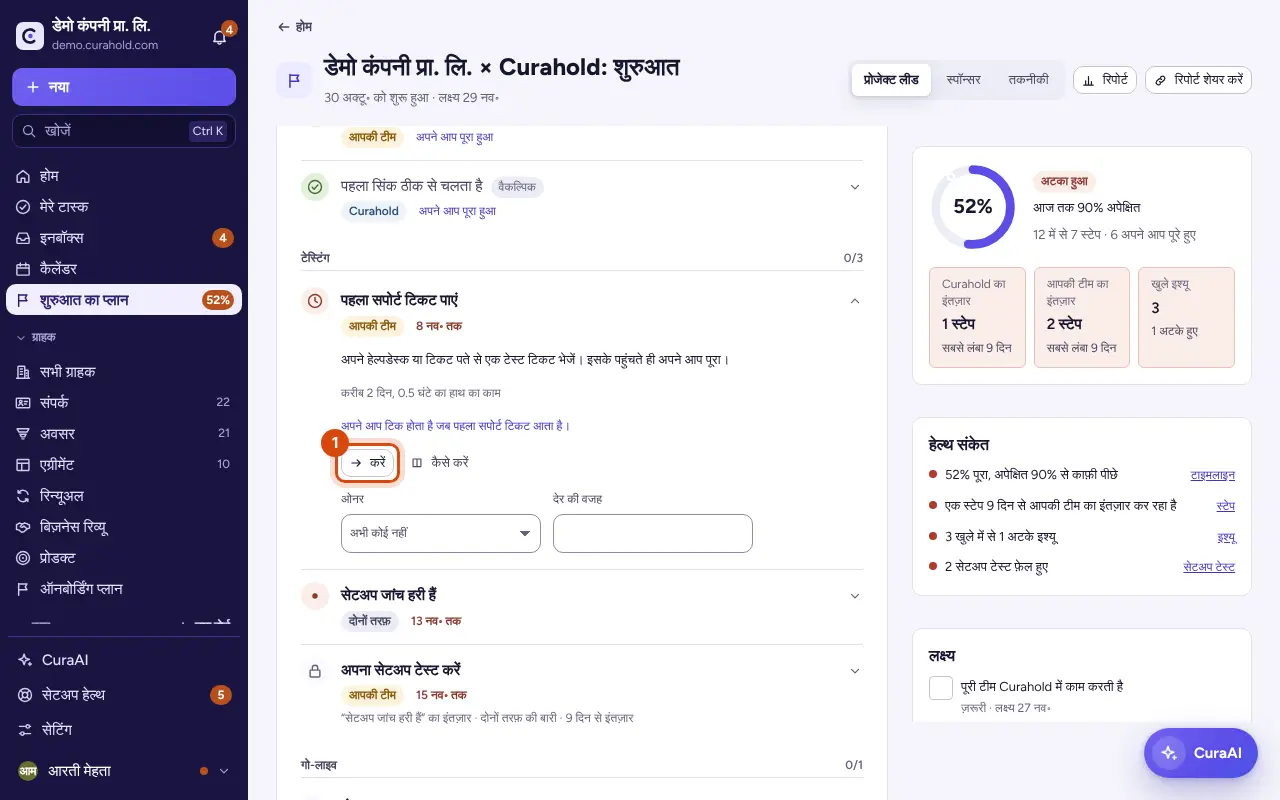 डेमो कंपनी प्रा. लि.
demo.curahold.com
4
+ नया
खोजें
Ctrl K
होम
मेरे टास्क
इनबॉक्स
4
कैलेंडर
शुरुआत का प्लान
52%
ग्राहक
सभी ग्राहक
संपर्क
22
अवसर
21
एग्रीमेंट
10
रिन्यूअल
बिज़नेस रिव्यू
प्रोडक्ट
ऑनबोर्डिंग प्लान
CuraAI
सेटअप हेल्थ
5
सेटिंग
आम
आरती मेहता
← होम
डेमो कंपनी प्रा. लि. × Curahold: शुरुआत
30 अक्टू॰ को शुरू हुआ · लक्ष्य 29 नव॰
प्रोजेक्ट लीड
स्पॉन्सर
तकनीकी
रिपोर्ट
रिपोर्ट शेयर करें
आपकी टीम
अपने आप पूरा हुआ
पहला सिंक ठीक से चलता है
वैकल्पिक
Curahold
अपने आप पूरा हुआ
टेस्टिंग
0/3
पहला सपोर्ट टिकट पाएं
आपकी टीम
8 नव॰ तक
अपने हेल्पडेस्क या टिकट पते से एक टेस्ट टिकट भेजें। इसके पहुंचते ही अपने आप पूरा।
करीब 2 दिन, 0.5 घंटे का हाथ का काम
अपने आप टिक होता है जब पहला सपोर्ट टिकट आता है।
1
→ करें
कैसे करें
ओनर
देर की वजह
अभी कोई नहीं
सेटअप जांच हरी हैं
दोनों तरफ़
13 नव॰ तक
अपना सेटअप टेस्ट करें
आपकी टीम
15 नव॰ तक
"सेटअप जांच हरी हैं" का इंतज़ार · दोनों तरफ़ की बारी · 9 दिन से इंतज़ार
गो-लाइव
0/1
52%
अटका हुआ
आज तक 90% अपेक्षित
12 में से 7 स्टेप · 6 अपने आप पूरे हुए
Curahold का इंतज़ार
1 स्टेप
सबसे लंबा 9 दिन
आपकी टीम का इंतज़ार
2 स्टेप
सबसे लंबा 9 दिन
खुले इश्यू
3
1 अटके हुए
हेल्थ संकेत
52% पूरा, अपेक्षित 90% से काफ़ी पीछे
टाइमलाइन
एक स्टेप 9 दिन से आपकी टीम का इंतज़ार कर रहा है
स्टेप
3 खुले में से 1 अटके इश्यू
इश्यू
2 सेटअप टेस्ट फ़ेल हुए
सेटअप टेस्ट
लक्ष्य
पूरी टीम Curahold में काम करती है
ज़रूरी · लक्ष्य 27 नव॰
CuraAI